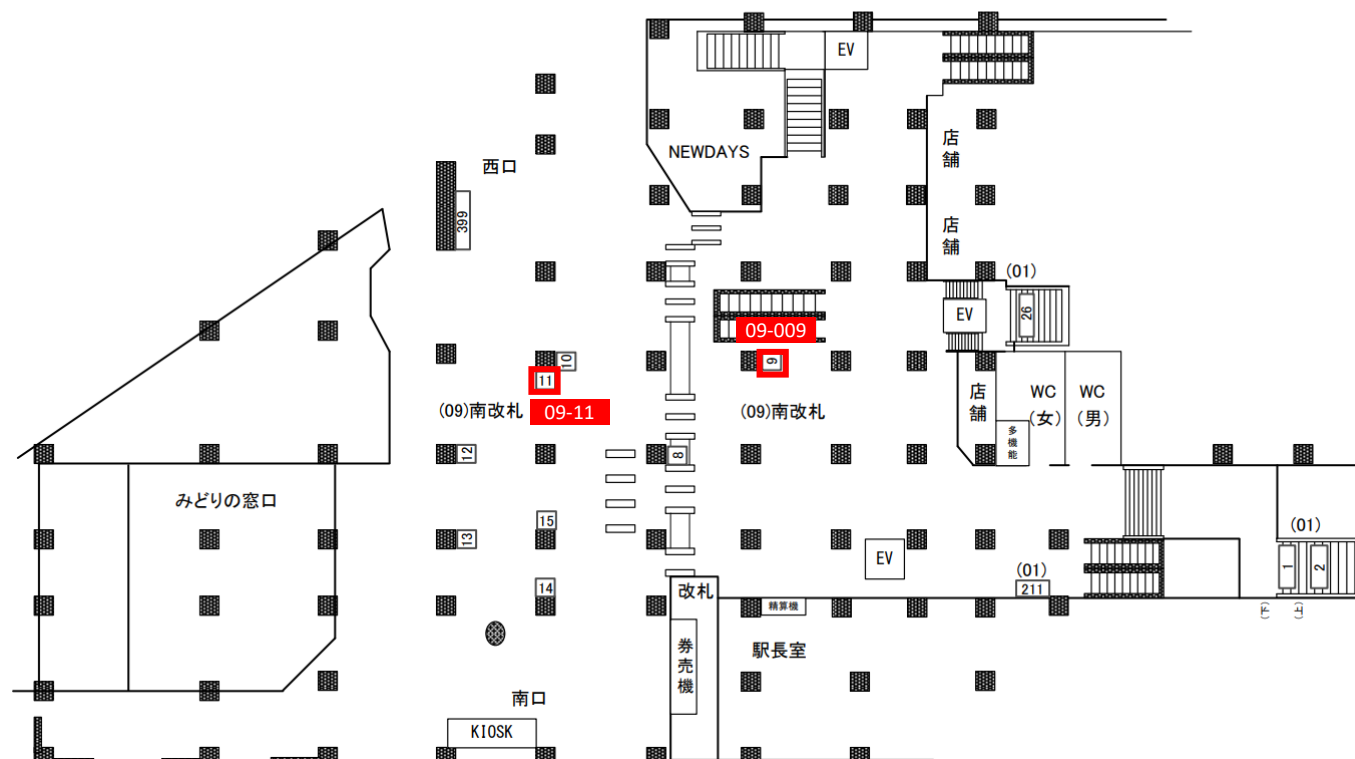 EV
NEWDAYS
店舗
西口
399
店舗
(01)
EV
26
09-009
10
9
11
(09)南改札
09-11
(09)南改札
店舗
WC
(女)
WC
(男)
多機能
12
8
みどりの窓口
15
13
EV
(01)
1
2
(01)
211
14
改札
精算機
(下)
(上)
券売機
駅長室
南口
KIOSK